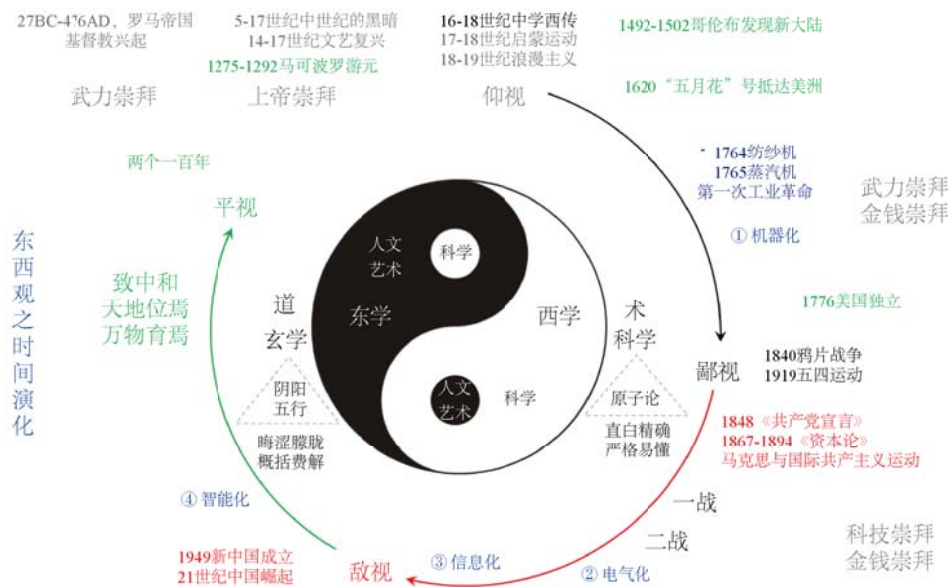 27BC-476AD、罗马帝国
基督教兴起
5-17世纪中世纪的黑暗
14-17世纪文艺复兴
1275-1292马可波罗游元
16-18世纪中学西传
17-18世纪启蒙运动
18-19世纪浪漫主义
1492-1502哥伦布发现新大陆
武力崇拜
上帝崇拜
仰视
1620“五月花”号抵达美洲
两个一百年
1764纺纱机
1765蒸汽机
第一次工业革命
武力崇拜
金钱崇拜
平视
① 机器化
东西观之时间演化
致中和
天地位焉
万物育焉
道
玄学
人文
艺术
科学
东学
西学
术
科学
1776美国独立
阴阳
五行
人文
艺术
科学
原子论
鄙视
1840鸦片战争
1919五四运动
晦涩朦胧
概括费解
直白精确
严格易懂
1848《共产党宣言》
1867-1894《资本论》
马克思与国际共产主义运动
④ 智能化
一战
二战
科技崇拜
金钱崇拜
1949新中国成立
21世纪中国崛起
敌视
③ 信息化
② 电气化